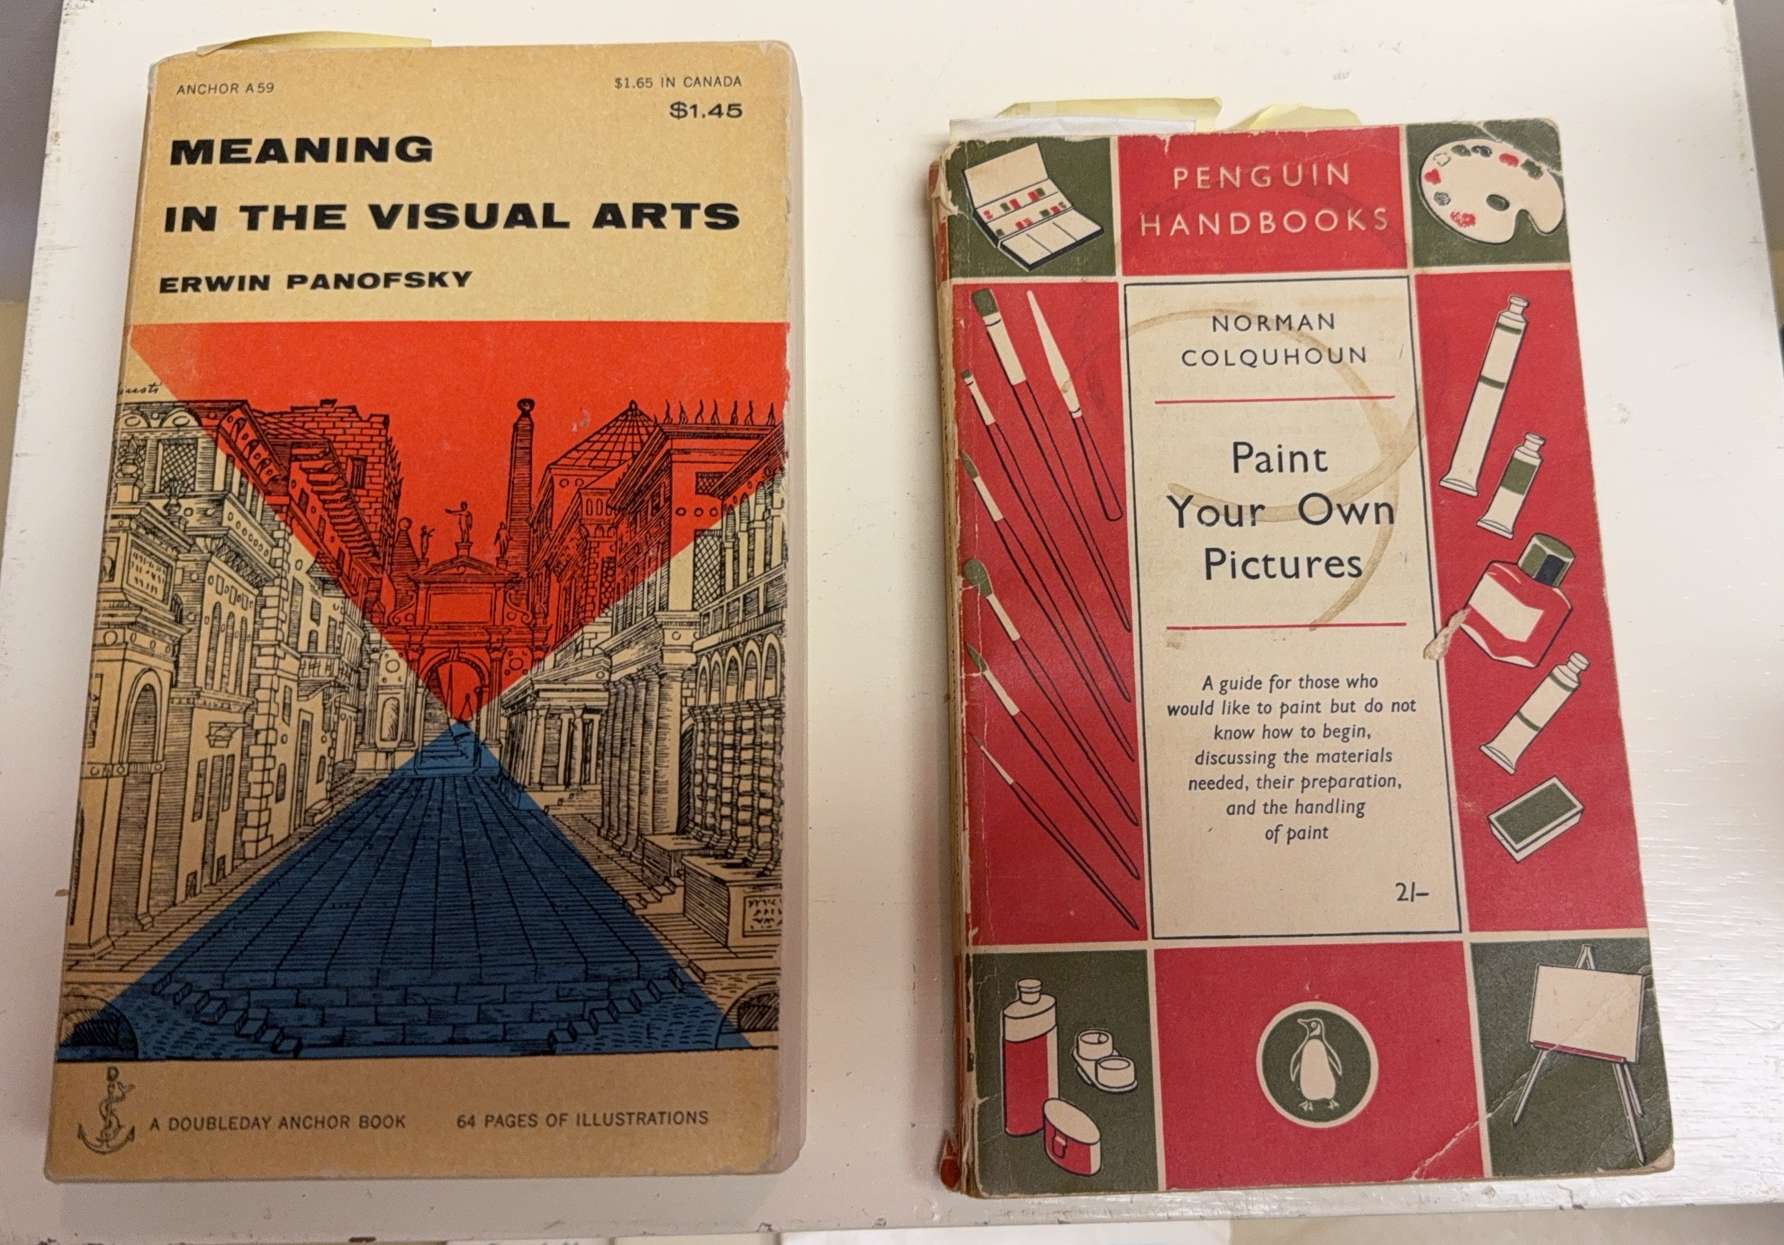 ANCHOR A59
$1.65 IN CANADA
$1.45
MEANING
IN THE VISUAL ARTS
ERWIN PANOFSKY
A DOUBLEDAY ANCHOR BOOK
64 PAGES OF ILLUSTRATIONS
PENGUIN
HANDBOOKS
NORMAN
COLQUHOUN
Paint
Your Own
Pictures
A guide for those who
would like to paint but do not
know how to begin,
discussing the materials
needed, their preparation,
and the handling
of paint
2/–